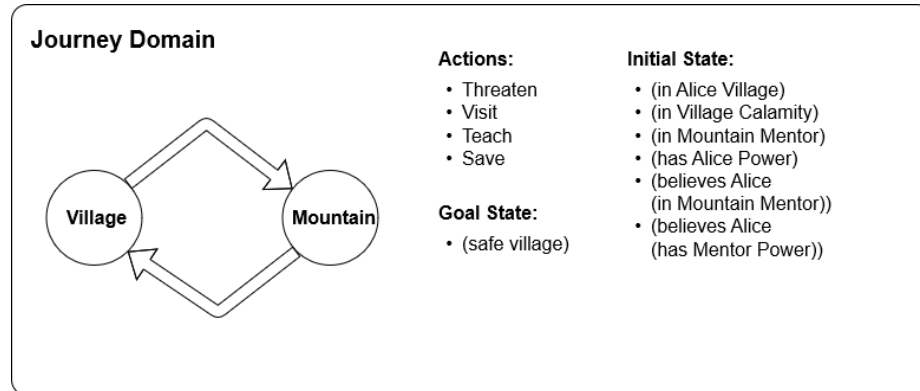 Journey Domain
Village
Mountain
Actions:
• Threaten
• Visit
• Teach
• Save
Goal State:
• (safe village)
Initial State:
• (in Alice Village)
• (in Village Calamity)
• (in Mountain Mentor)
• (has Alice Power)
• (believes Alice
(in Mountain Mentor))
• (believes Alice
(has Mentor Power))